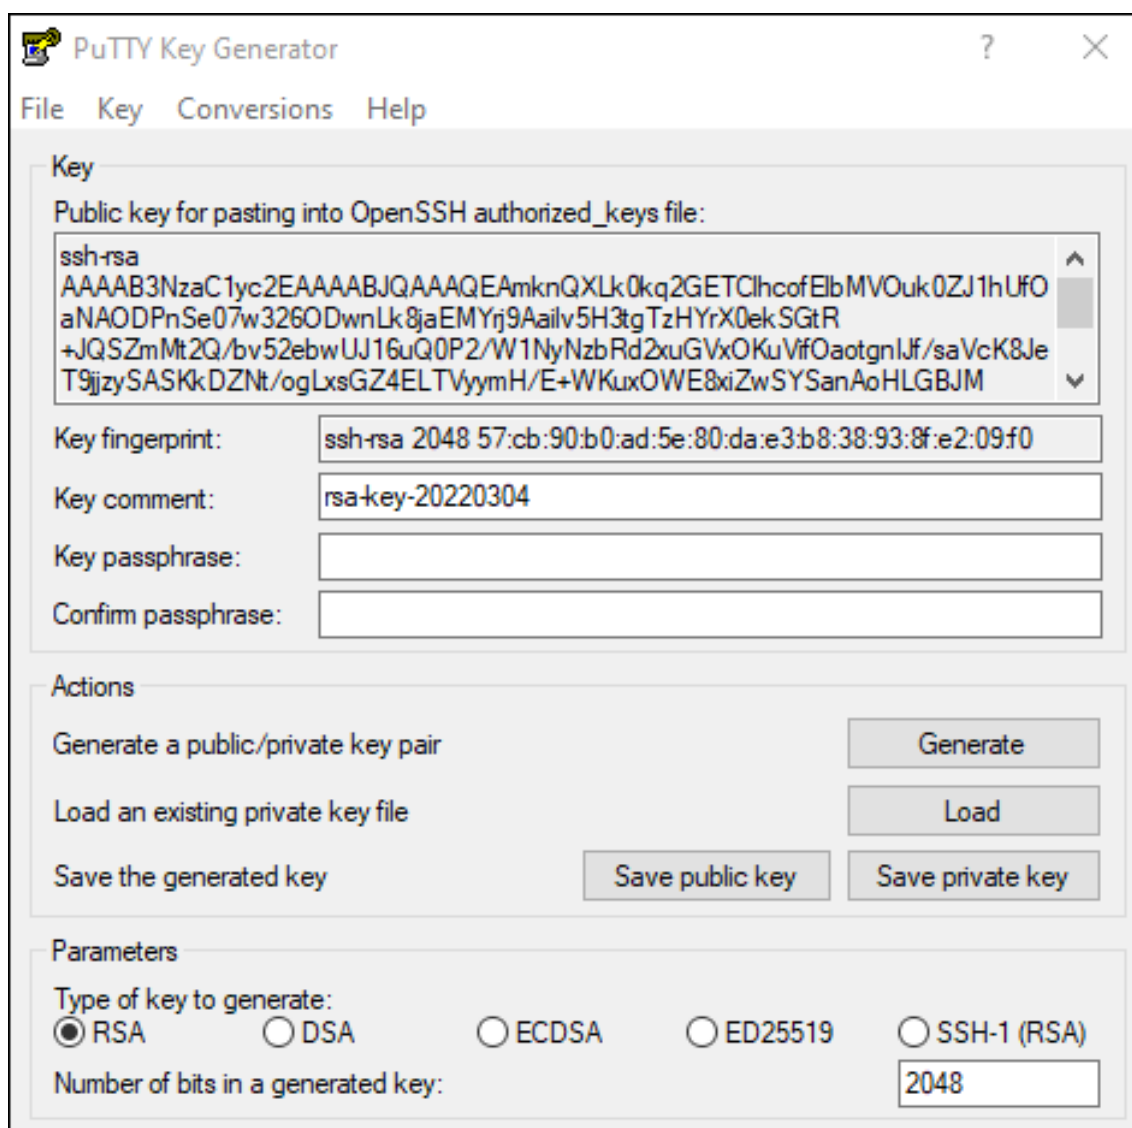 PuTTY Key Generator
File Key Conversions Help
Key
Public key for pasting into OpenSSH authorized_keys file:
ssh-rsa
AAAAB3NzaC1yc2EAAAABJQAAAQEAmknQXLk0kq2GETClhcofElbMVOuk0ZJ1hUfO
aNAODPnSe07w326ODwnLk8jaEMYrj9Aailv5H3tgTzHYrX0ekSGtR
+JQSZmMt2Q/bv52ebwUJ16uQ0P2/W1NyNzbRd2xuGVxOKuVifOaotgnIJf/saVcK8Je
T9jjzySASKkDZNt/ogLxsGZ4ELTVyymH/E+WKuxOWE8xiZwSYSanAoHLGBJM
Key fingerprint: ssh-rsa 2048 57:cb:90:b0:ad:5e:80:da:e3:b8:38:93:8f:e2:09:f0
Key comment: rsa-key-20220304
Key passphrase:
Confirm passphrase:
Actions
Generate a public/private key pair Generate
Load an existing private key file Load
Save the generated key Save public key Save private key
Parameters
Type of key to generate:
RSA DSA ECDSA ED25519 SSH-1 (RSA)
Number of bits in a generated key: 2048